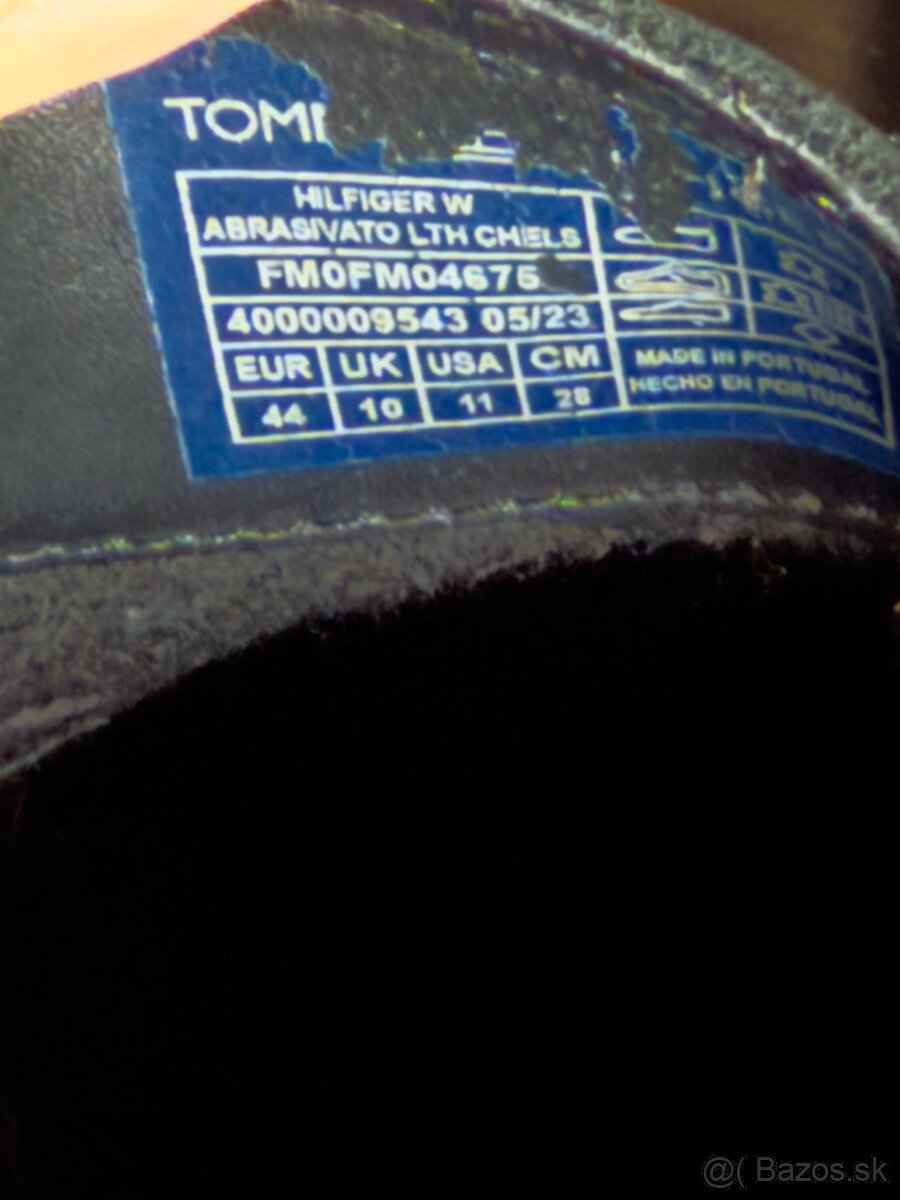 TOMM
HILFIGER W
ABRASIVATO LTH CHELS
FM0FM04675
4000009543 05/23
EUR UK USA CM
44 10 11 28
MADE IN PORTUGAL
HECHO EN PORTUGAL
@( Bazos.sk